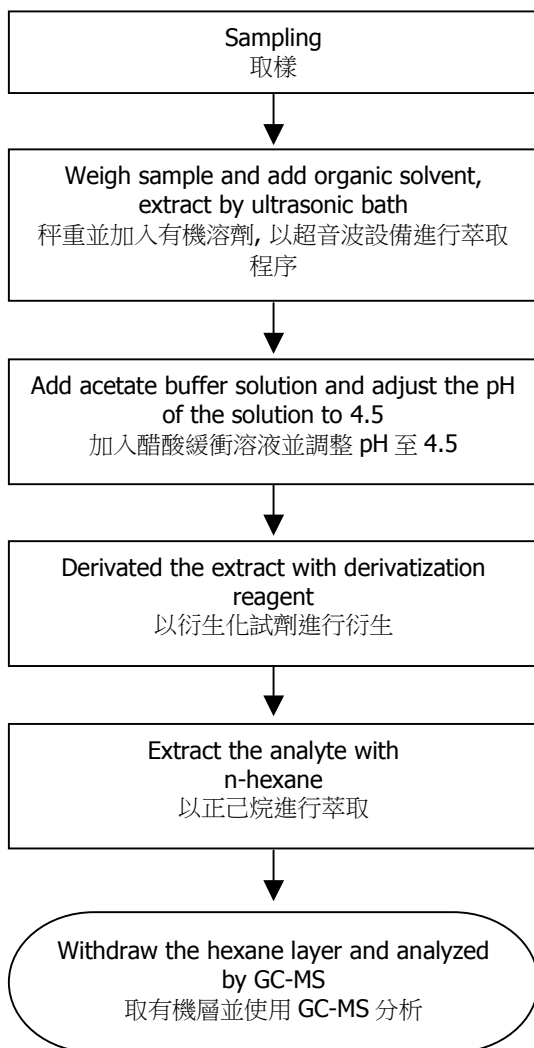 Sampling
取樣
Weigh sample and add organic solvent,
extract by ultrasonic bath
秤重並加入有機溶劑, 以超音波設備進行萃取
程序
Add acetate buffer solution and adjust the pH
of the solution to 4.5
加入醋酸緩衝溶液並調整 pH 至 4.5
Derivated the extract with derivatization
reagent
以衍生化試劑進行衍生
Extract the analyte with
n-hexane
以正己烷進行萃取
Withdraw the hexane layer and analyzed
by GC-MS
取有機層並使用 GC-MS 分析